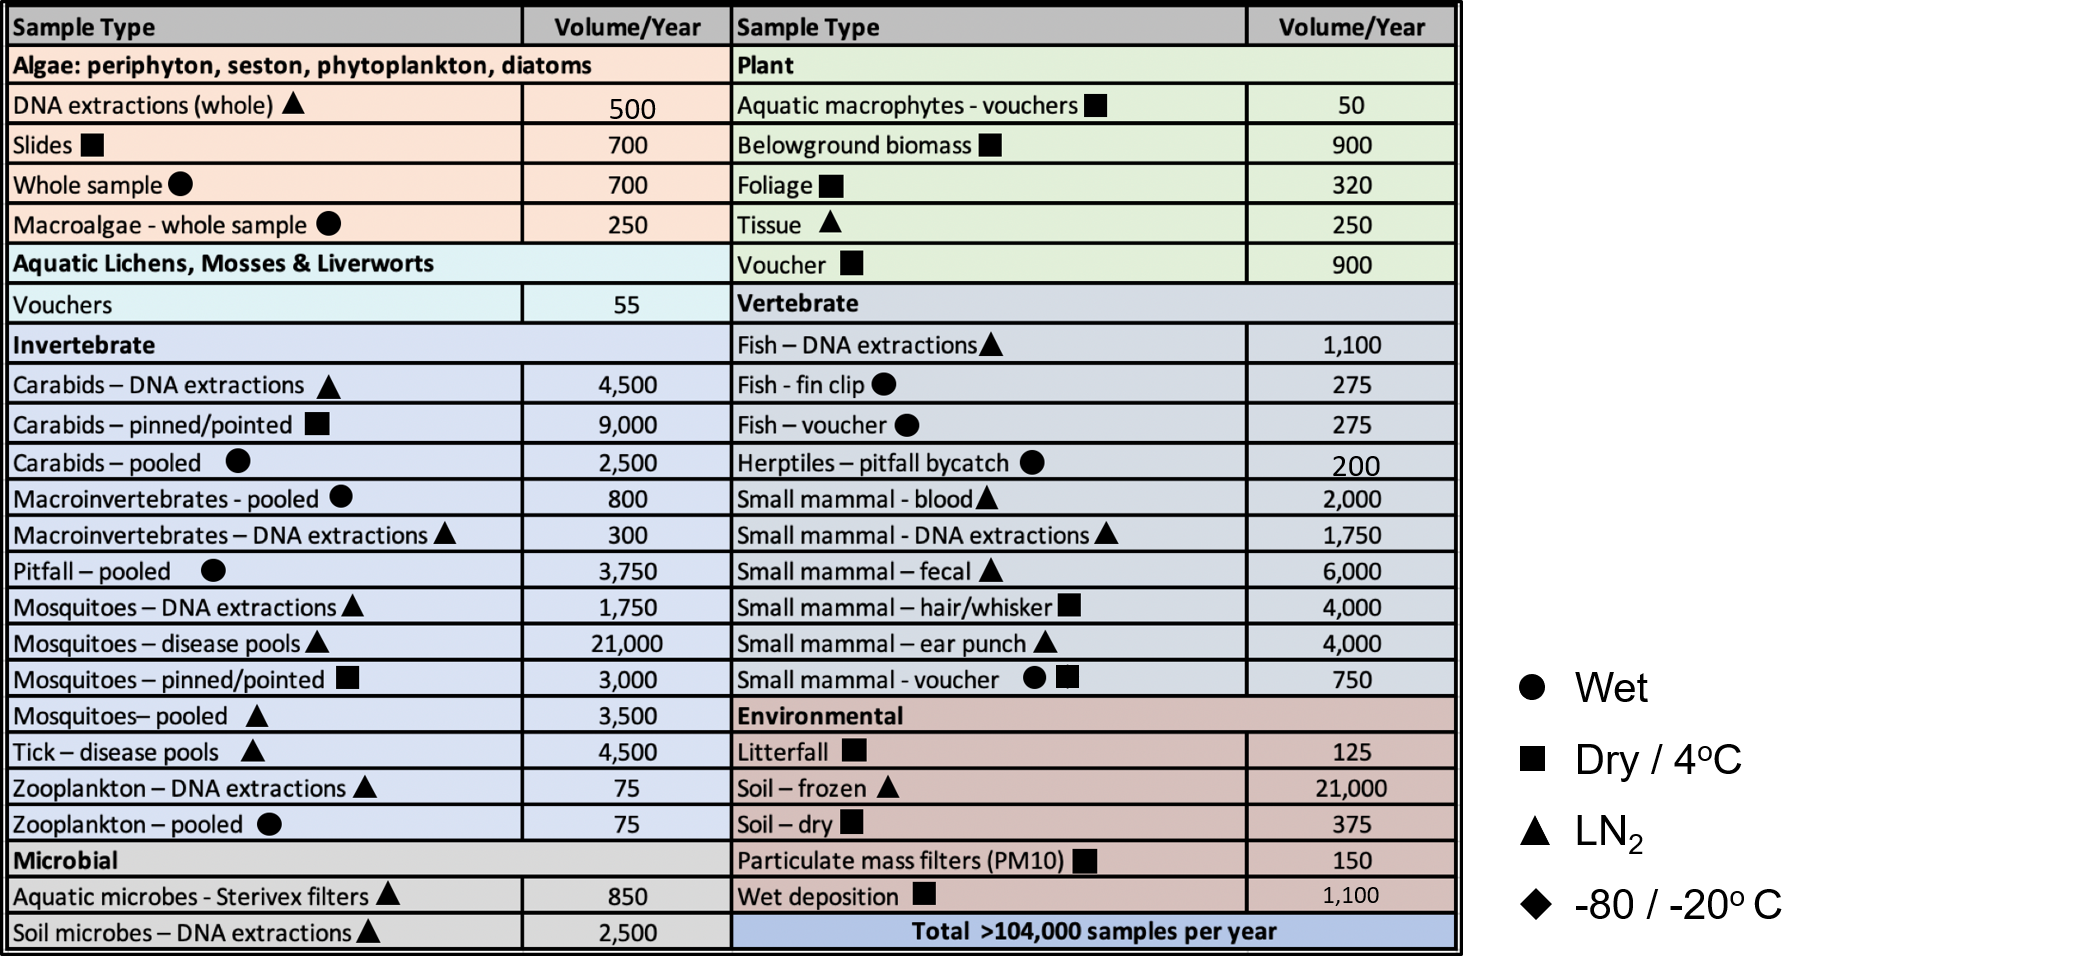 Sample Type Volume/Year Sample Type Volume/Year
Algae: periphyton, seston, phytoplankton, diatoms Plant
DNA extractions (whole) ▲ 500 Aquatic macrophytes - vouchers ■ 50
Slides ■ 700 Belowground biomass ■ 900
Whole sample ● 700 Foliage ■ 320
Macroalgae - whole sample ● 250 Tissue ▲ 250
Aquatic Lichens, Mosses & Liverworts Voucher ■ 900
Vouchers 55 Vertebrate
Invertebrate Fish – DNA extractions ▲ 1,100
Carabids – DNA extractions ▲ 4,500 Fish - fin clip ● 275
Carabids – pinned/pointed ■ 9,000 Fish – voucher ● 275
Carabids – pooled ● 2,500 Herptiles – pitfall bycatch ● 200
Macroinvertebrates - pooled ● 800 Small mammal - blood ▲ 2,000
Macroinvertebrates – DNA extractions ▲ 300 Small mammal - DNA extractions ▲ 1,750
Pitfall – pooled ● 3,750 Small mammal – fecal ▲ 6,000
Mosquitoes – DNA extractions ▲ 1,750 Small mammal – hair/whisker ■ 4,000
Mosquitoes – disease pools ▲ 21,000 Small mammal – ear punch ▲ 4,000
Mosquitoes – pinned/pointed ■ 3,000 Small mammal - voucher ● ■ 750
Mosquitoes– pooled ▲ 3,500 Environmental
Tick – disease pools ▲ 4,500 Litterfall ■ 125
Zooplankton – DNA extractions ▲ 75 Soil – frozen ▲ 21,000
Zooplankton – pooled ● 75 Soil – dry ■ 375
Microbial Particulate mass filters (PM10) ■ 150
Aquatic microbes - Sterivex filters ▲ 850 Wet deposition ■ 1,100
Soil microbes – DNA extractions ▲ 2,500 Total >104,000 samples per year
● Wet
■ Dry / 4°C
▲ LN₂
◆ -80 / -20° C